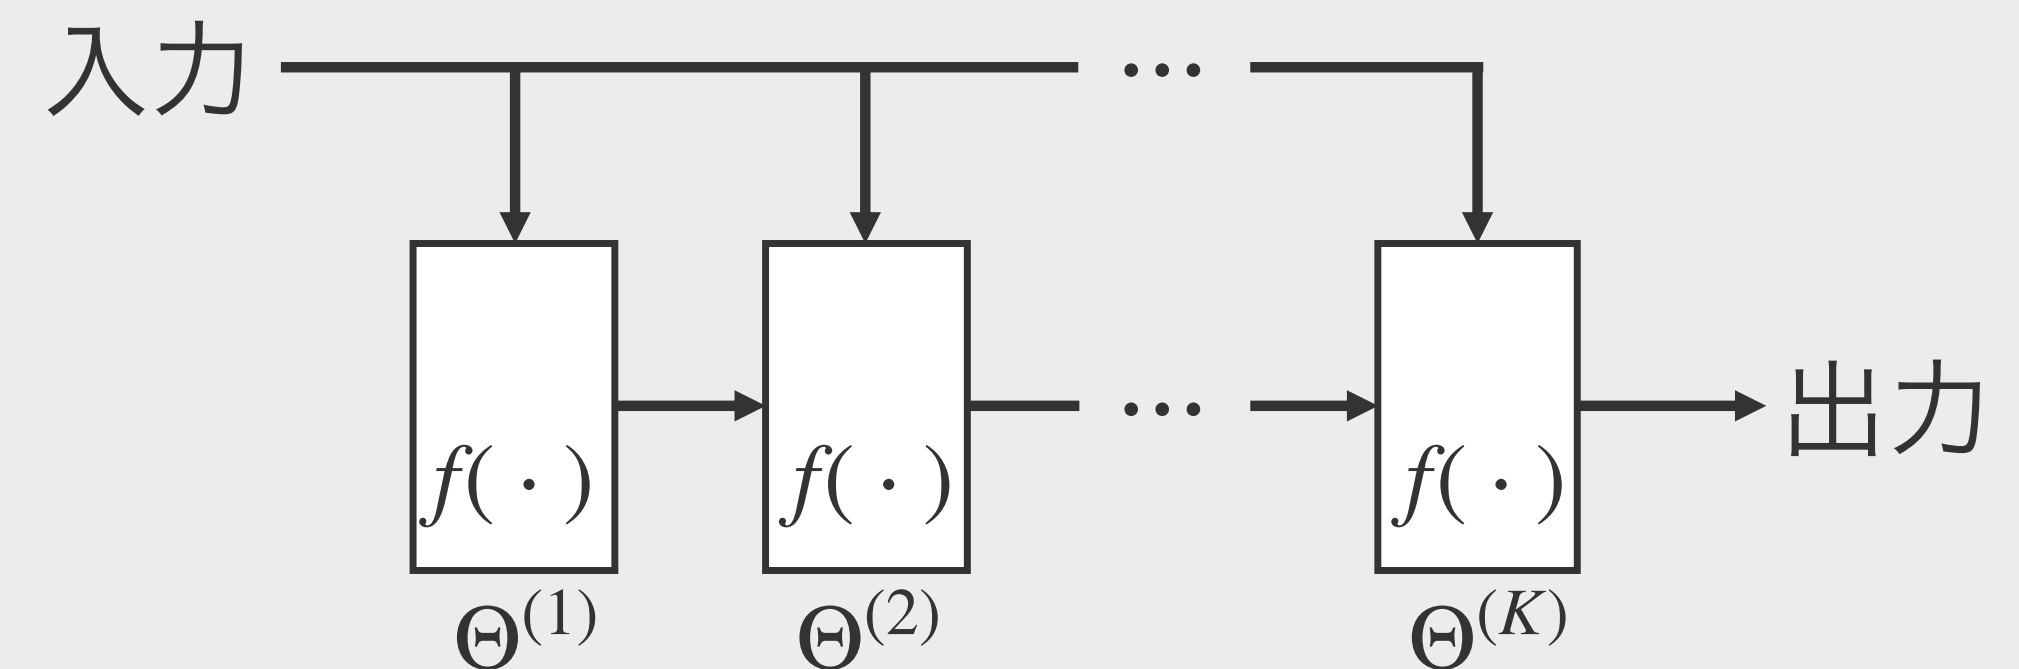 入力 ...
... 出力
f( · ) f( · ) f( · )
Θ^(1) Θ^(2) Θ^(K)